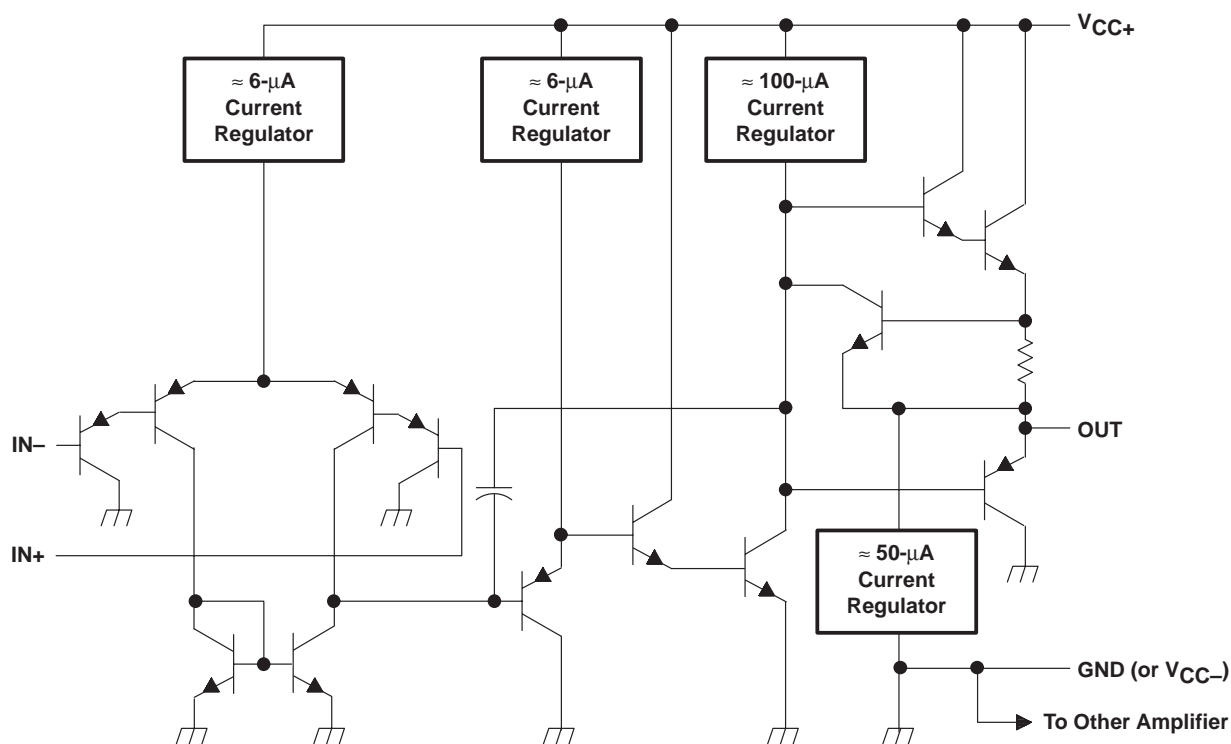 VCC+
≈ 6-μA
Current
Regulator
≈ 6-μA
Current
Regulator
≈ 100-μA
Current
Regulator
IN–
OUT
IN+
≈ 50-μA
Current
Regulator
GND (or VCC–)
To Other Amplifier